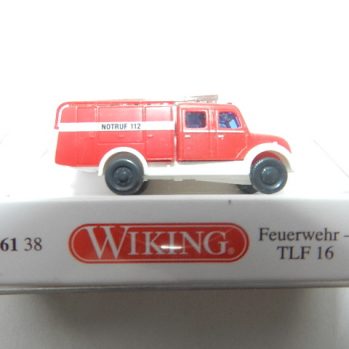 NOTRUF 112
61 38
WIKING
Feuerwehr -
TLF 16